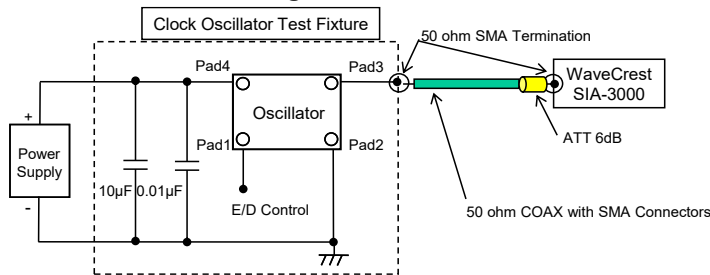 Clock Oscillator Test Fixture
50 ohm SMA Termination
Pad4
Pad3
WaveCrest
SIA-3000
Oscillator
+
Power
Supply
-
Pad1
Pad2
ATT 6dB
10µF 0.01µF
E/D Control
50 ohm COAX with SMA Connectors